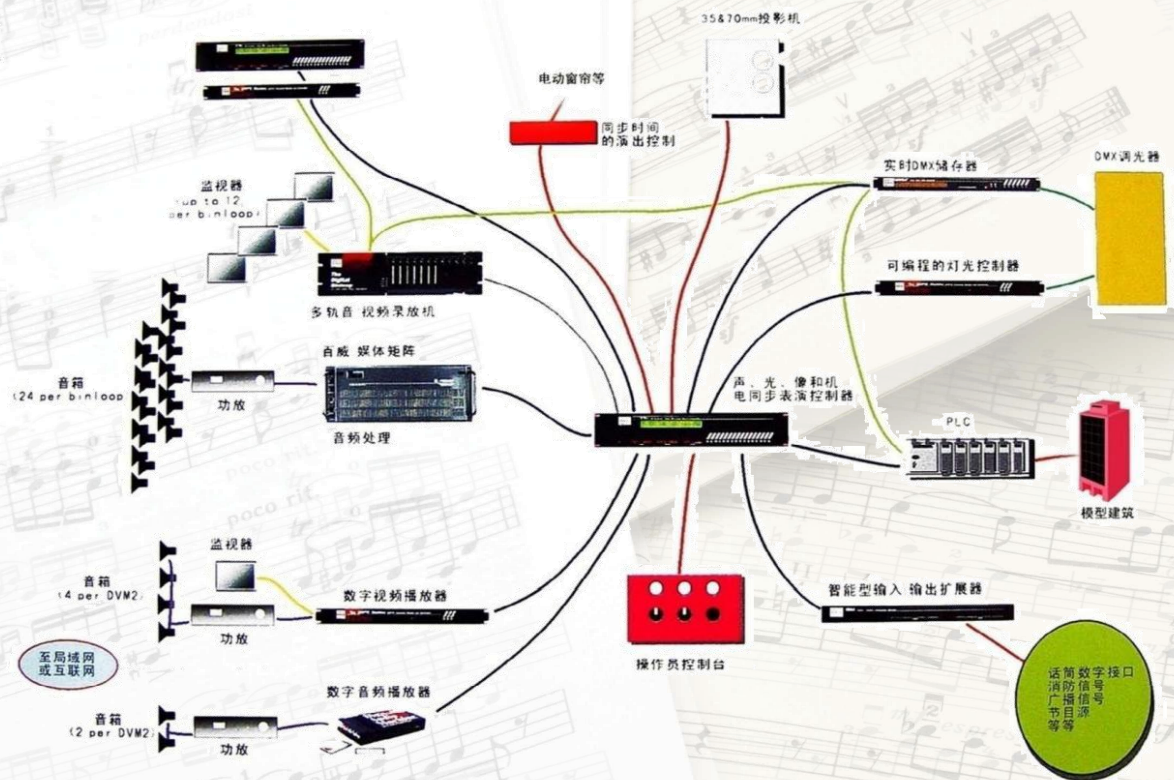 35&70mm投影机
电动窗帘等
同步时间
的演出控制
实时DMX储存器
DMX调光器
监视器
(up to 12
per binloop)
可编程的灯光控制器
The
Digital
Binloop
多轨音 视频录放机
百威 媒体矩阵
音箱
(24 per binloop
功放
音频处理
声、光、像和机
电同步表演控制器
PLC
模型建筑
poco rit
监视器
音箱
(4 per DVM2)
数字视频播放器
功放
智能型输入 输出扩展器
操作员控制台
至局域网
或互联网
话筒数字接口
消防信号
广播信号
节目源
等等
数字音频播放器
音箱
(2 per DVM2)
功放